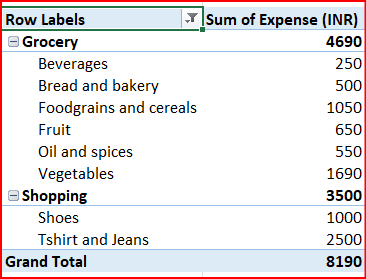 Row Labels Sum of Expense (INR)
Grocery 4690
Beverages 250
Bread and bakery 500
Foodgrains and cereals 1050
Fruit 650
Oil and spices 550
Vegetables 1690
Shopping 3500
Shoes 1000
Tshirt and Jeans 2500
Grand Total 8190